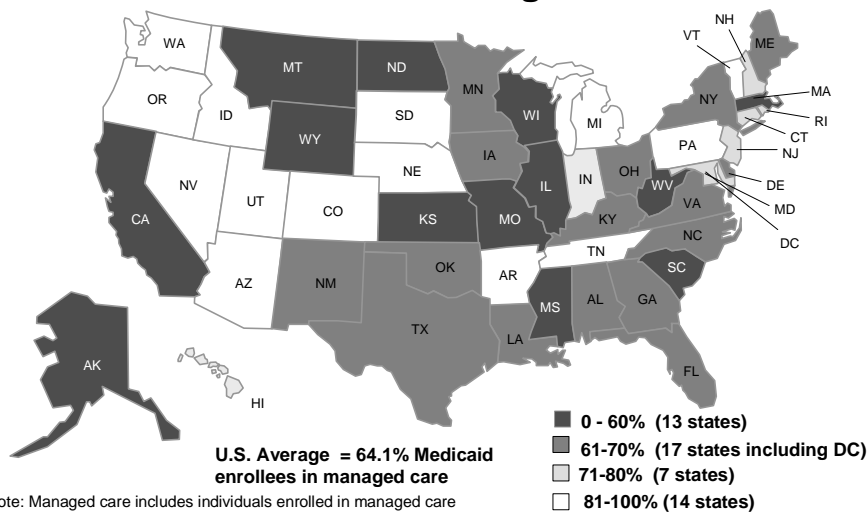 NH
WA
VT
ME
MT
ND
MN
OR
MA
ID
WI
NY
SD
MI
RI
WY
CT
PA
IA
NJ
NE
OH
IN
NV
DE
IL
WV
UT
VA
MD
CO
CA
KS
MO
KY
DC
NC
TN
OK
AZ
NM
AR
SC
MS
AL
GA
TX
LA
AK
FL
HI
0 - 60% (13 states)
61-70% (17 states including DC)
71-80% (7 states)
81-100% (14 states)
U.S. Average = 64.1% Medicaid
enrollees in managed care
ote: Managed care includes individuals enrolled in managed care